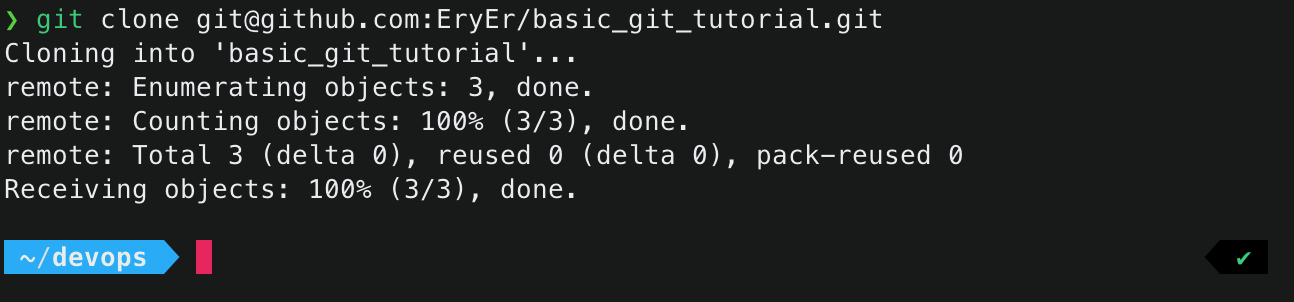 ❯ git clone git@github.com:EryEr/basic_git_tutorial.git
Cloning into 'basic_git_tutorial'...
remote: Enumerating objects: 3, done.
remote: Counting objects: 100% (3/3), done.
remote: Total 3 (delta 0), reused 0 (delta 0), pack-reused 0
Receiving objects: 100% (3/3), done.
~/devops ✔